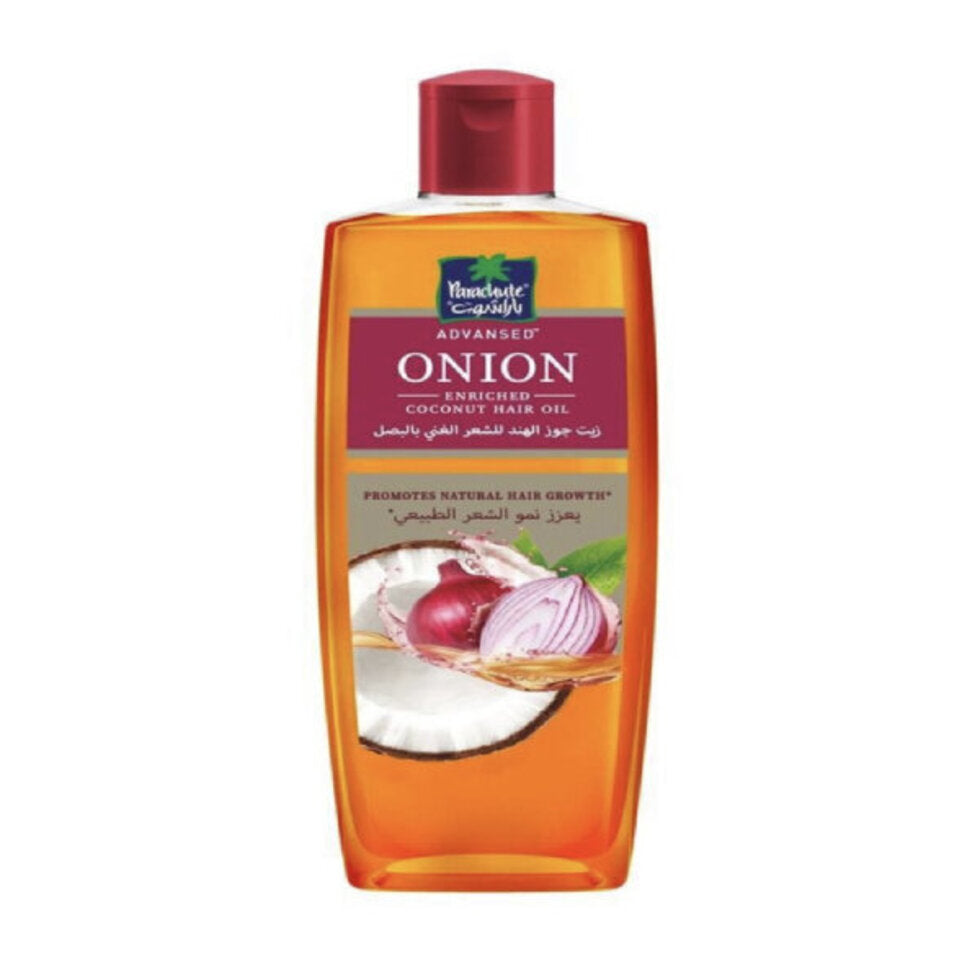 Parachute®
باراشوت®
ADVANSED™
ONION
ENRICHED
COCONUT HAIR OIL
زيت جوز الهند للشعر الغني بالبصل
PROMOTES NATURAL HAIR GROWTH*
يعزز نمو الشعر الطبيعي*